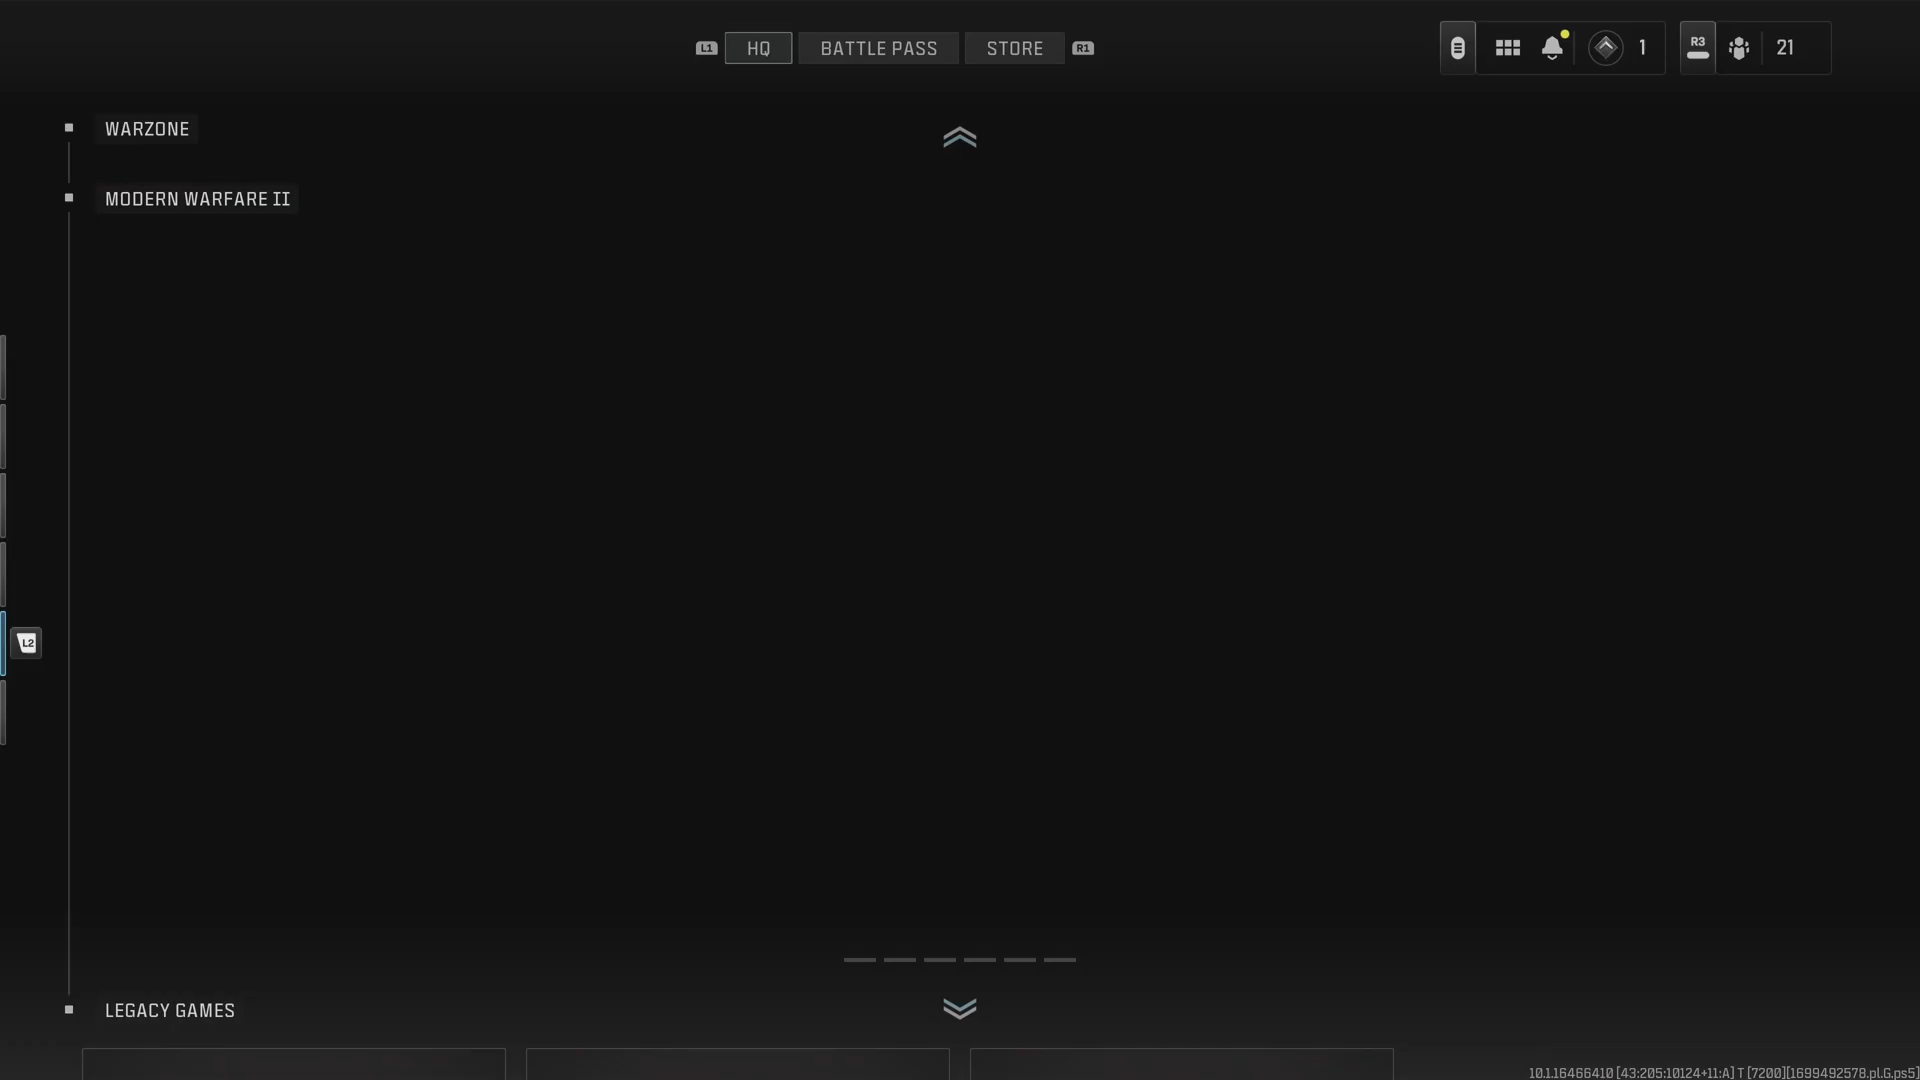 L1 HQ BATTLE PASS STORE R1
1 R3 21
WARZONE
MODERN WARFARE II
L2
LEGACY GAMES
10.1.16466410 [43:205:10124+11:A] T [7200][1699492578.pl.G.ps5]